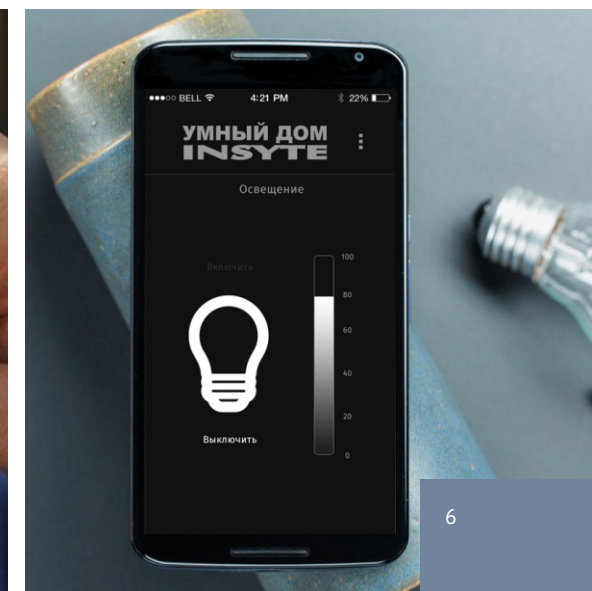 BELL 4:21 PM 22%
УМНЫЙ ДОМ
INSYTE
Освещение
100
Включить
80
60
40
20
Выключить
0
6